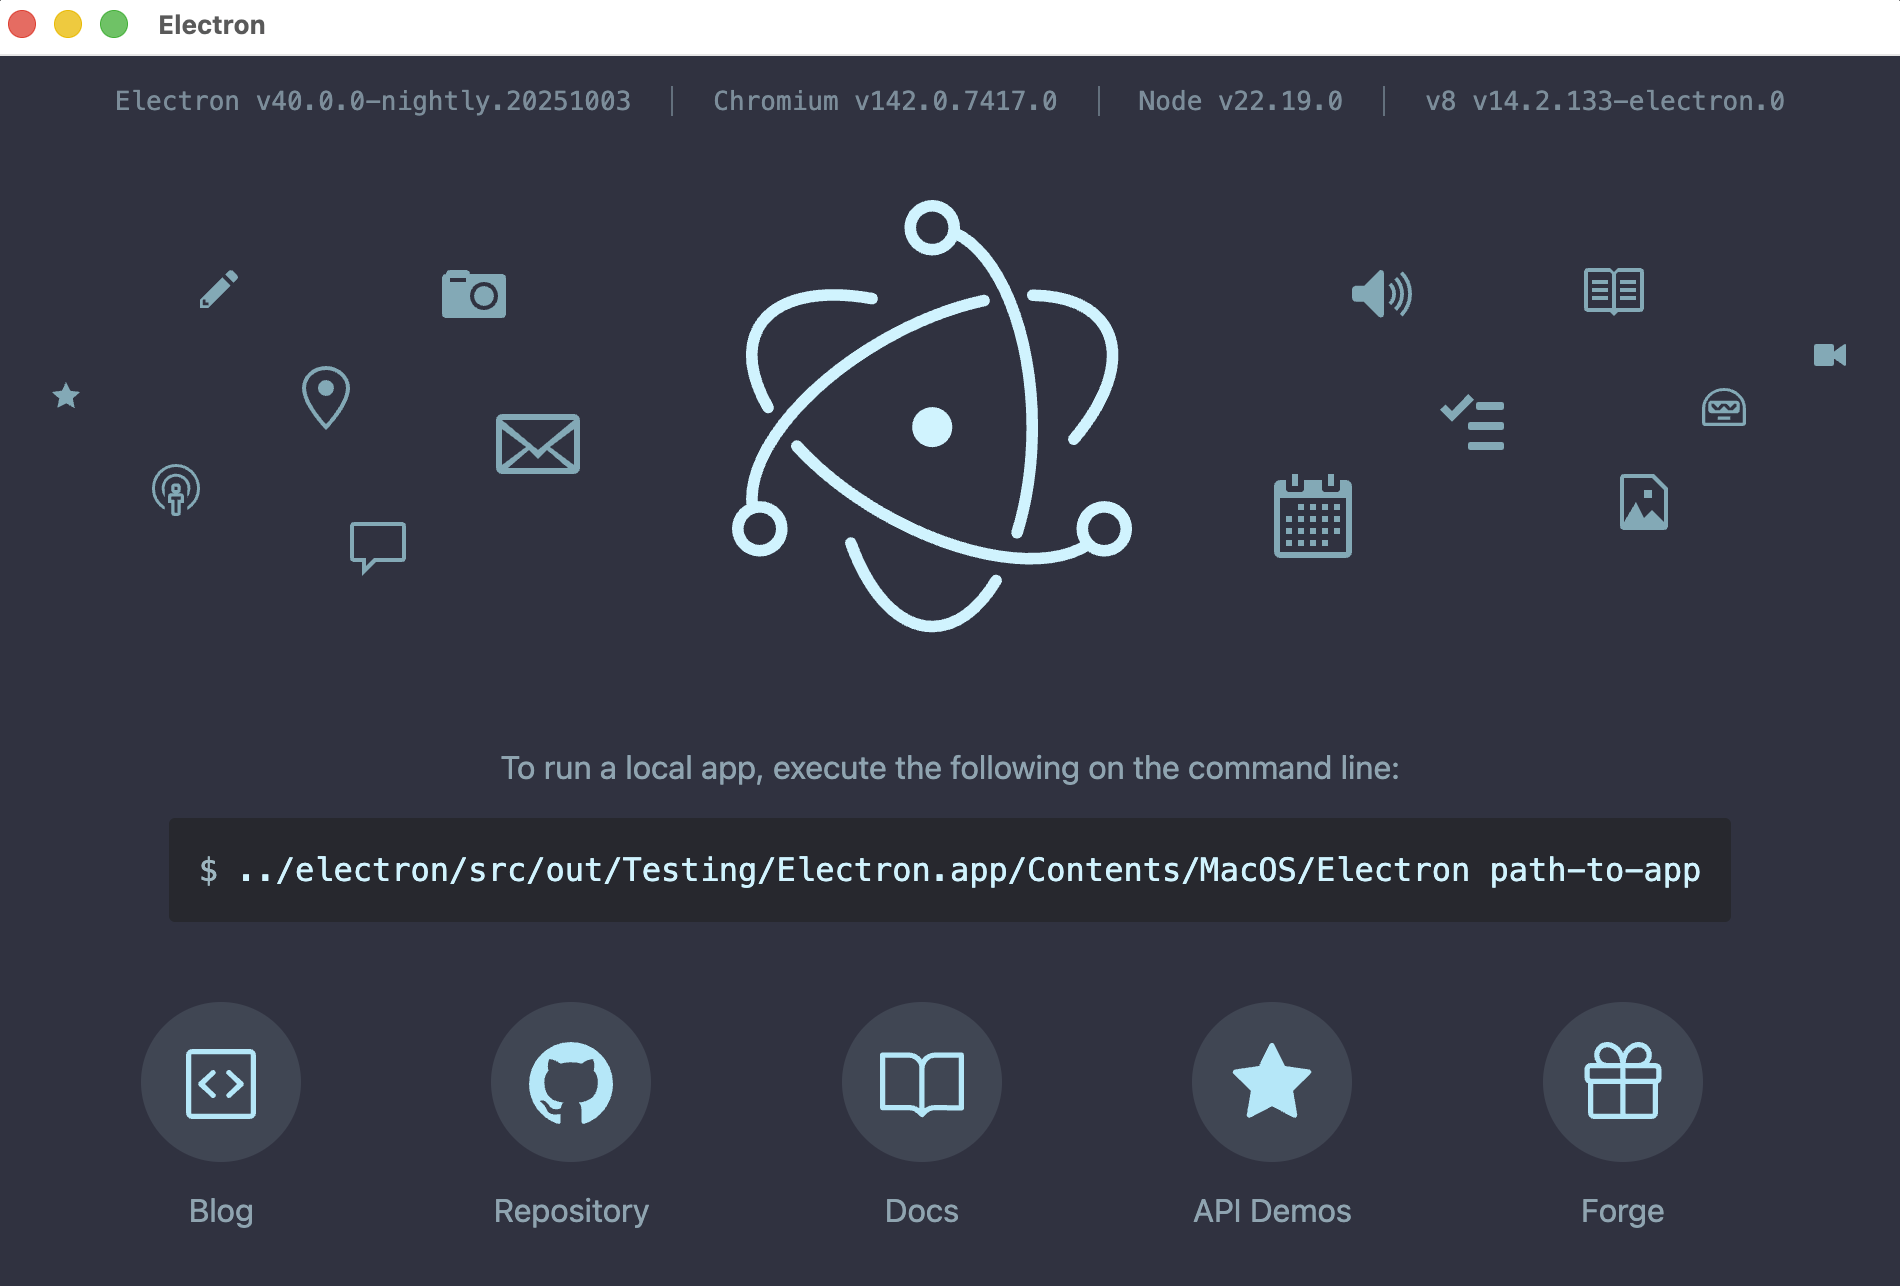 Electron
Electron v40.0.0-nightly.20251003 | Chromium v142.0.7417.0 | Node v22.19.0 | v8 v14.2.133-electron.0
To run a local app, execute the following on the command line:
$ ../electron/src/out/Testing/Electron.app/Contents/MacOS/Electron path-to-app
Blog
Repository
Docs
API Demos
Forge